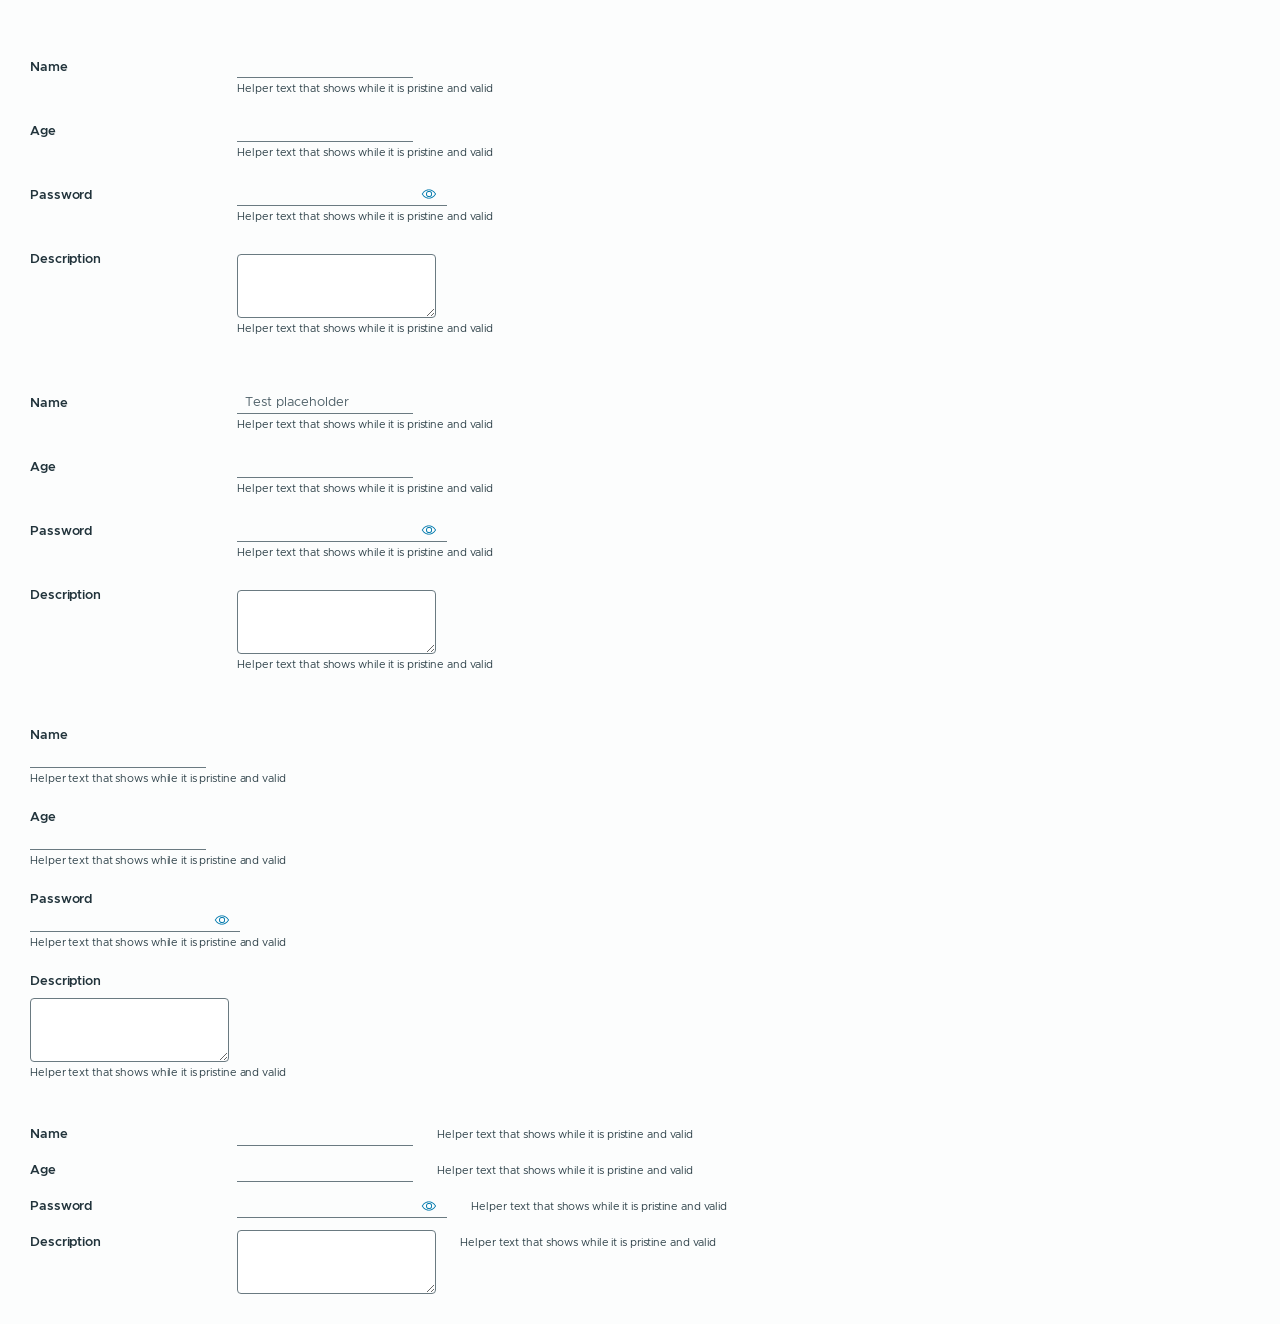 Name
Helper text that shows while it is pristine and valid
Age
Helper text that shows while it is pristine and valid
Password
Helper text that shows while it is pristine and valid
Description
Helper text that shows while it is pristine and valid
Name
Test placeholder
Helper text that shows while it is pristine and valid
Age
Helper text that shows while it is pristine and valid
Password
Helper text that shows while it is pristine and valid
Description
Helper text that shows while it is pristine and valid
Name
Helper text that shows while it is pristine and valid
Age
Helper text that shows while it is pristine and valid
Password
Helper text that shows while it is pristine and valid
Description
Helper text that shows while it is pristine and valid
Name Helper text that shows while it is pristine and valid
Age Helper text that shows while it is pristine and valid
Password Helper text that shows while it is pristine and valid
Description Helper text that shows while it is pristine and valid